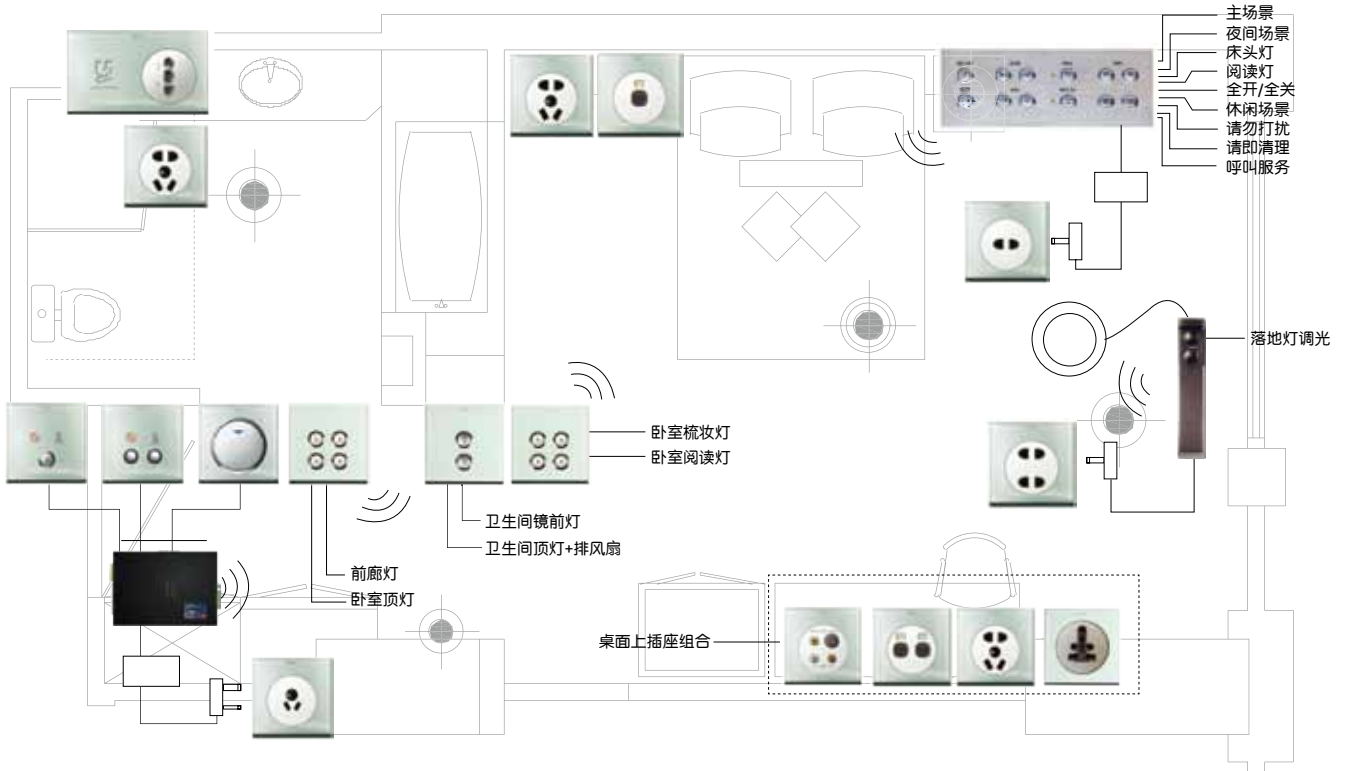 主场景
夜间场景
床头灯
阅读灯
全开/全关
休闲场景
请勿打扰
请即清理
呼叫服务
落地灯调光
卧室梳妆灯
卧室阅读灯
卫生间镜前灯
卫生间顶灯+排风扇
前廊灯
卧室顶灯
桌面上插座组合